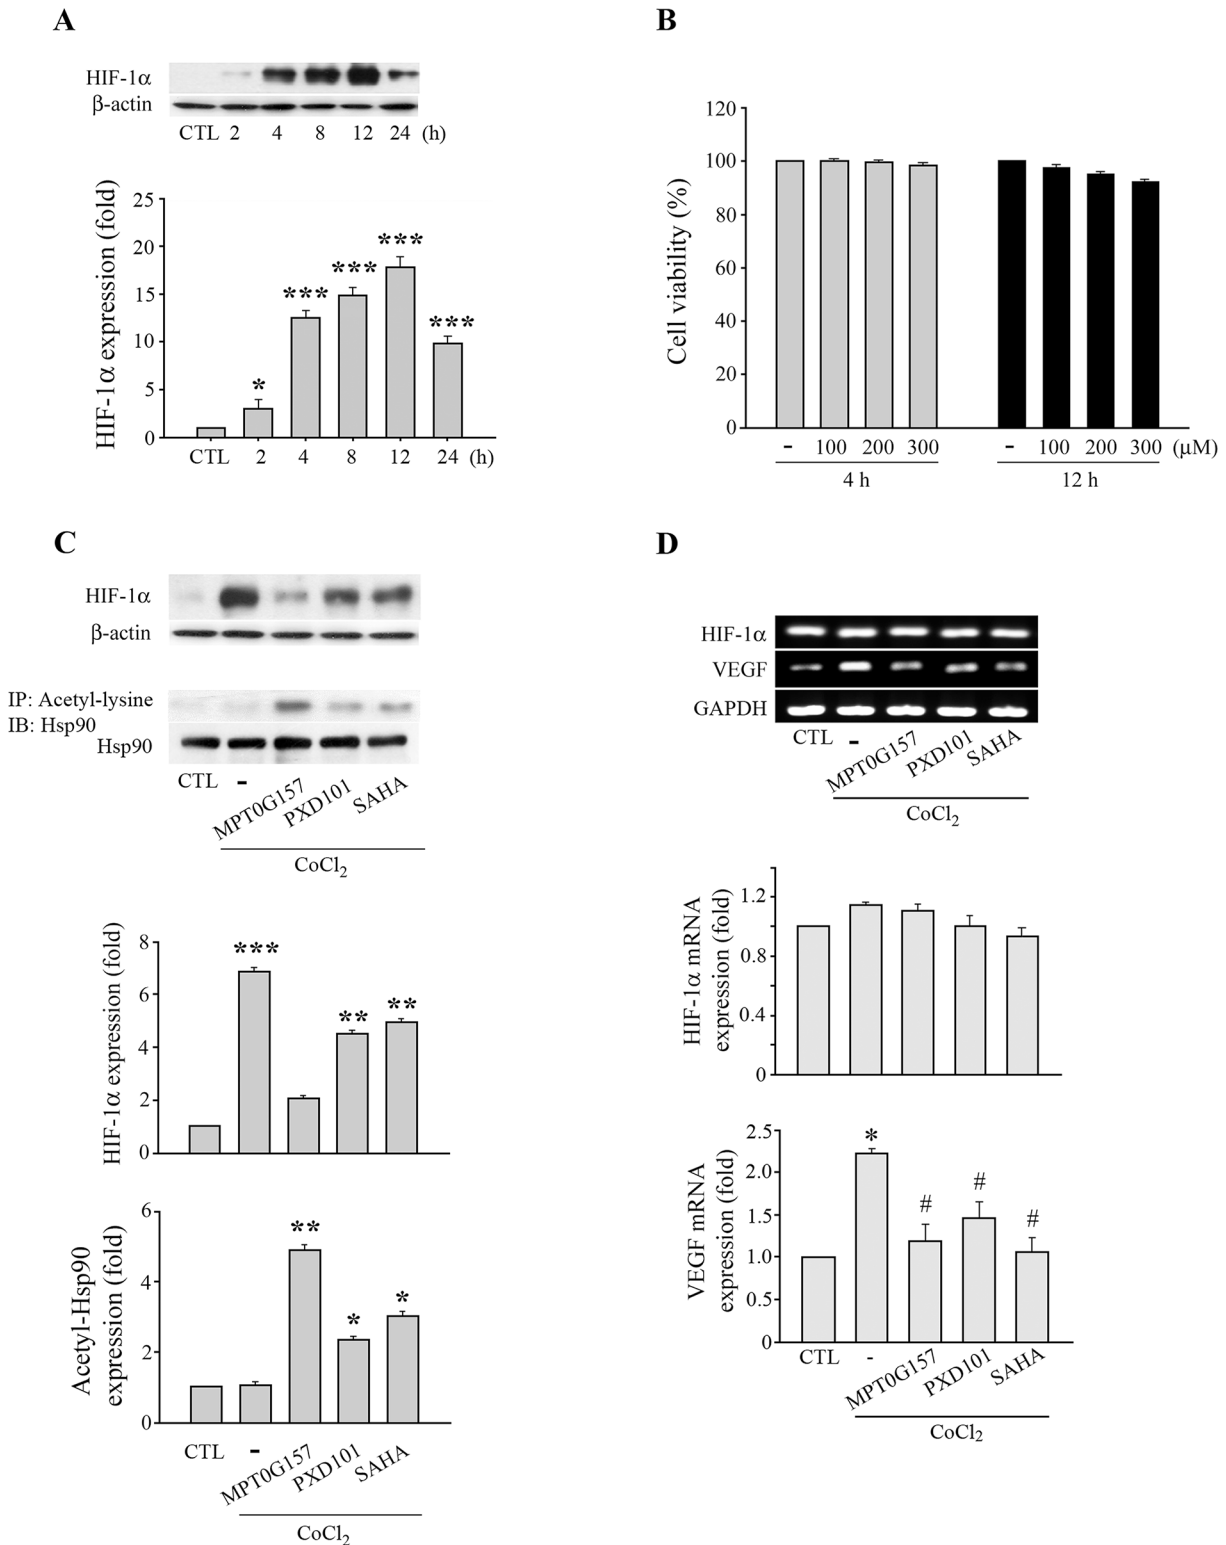 A
HIF-1α
β-actin
CTL 2 4 8 12 24 (h)
HIF-1α expression (fold)
25
20
15
10
5
0
*
***
***
***
***
CTL 2 4 8 12 24 (h)
B
Cell viability (%)
120
100
80
60
40
20
0
- 100 200 300 - 100 200 300 (μM)
4 h 12 h
C
HIF-1α
β-actin
IP: Acetyl-lysine
IB: Hsp90
Hsp90
CTL - MPT0G157 PXD101 SAHA
CoCl2
HIF-1α expression (fold)
8
6
4
2
0
***
**
**
Acetyl-Hsp90
expression (fold)
6
4
2
0
**
*
*
CTL - MPT0G157 PXD101 SAHA
CoCl2
D
HIF-1α
VEGF
GAPDH
CTL - MPT0G157 PXD101 SAHA
CoCl2
HIF-1α mRNA
expression (fold)
1.2
0.8
0.4
0
VEGF mRNA
expression (fold)
2.5
2.0
1.5
1.0
0.5
0
*
#
#
#
CTL - MPT0G157 PXD101 SAHA
CoCl2